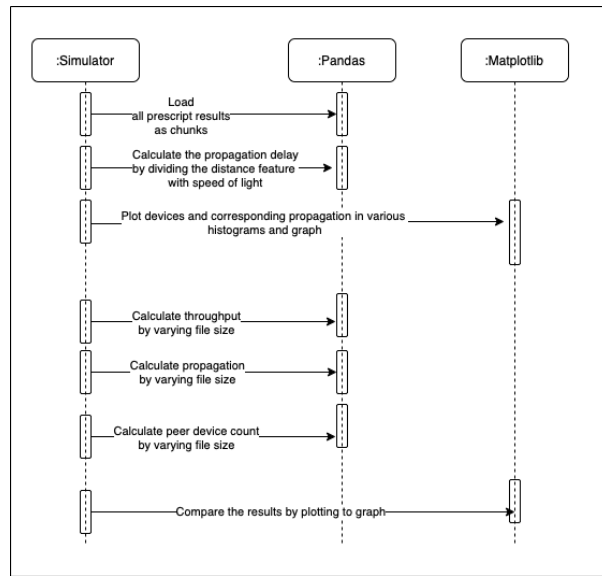 :Simulator
:Pandas
:Matplotlib
Load
all prescript results
as chunks
Calculate the propagation delay
by dividing the distance feature
with speed of light
Plot devices and corresponding propagation in various
histograms and graph
Calculate throughput
by varying file size
Calculate propagation
by varying file size
Calculate peer device count
by varying file size
Compare the results by plotting to graph